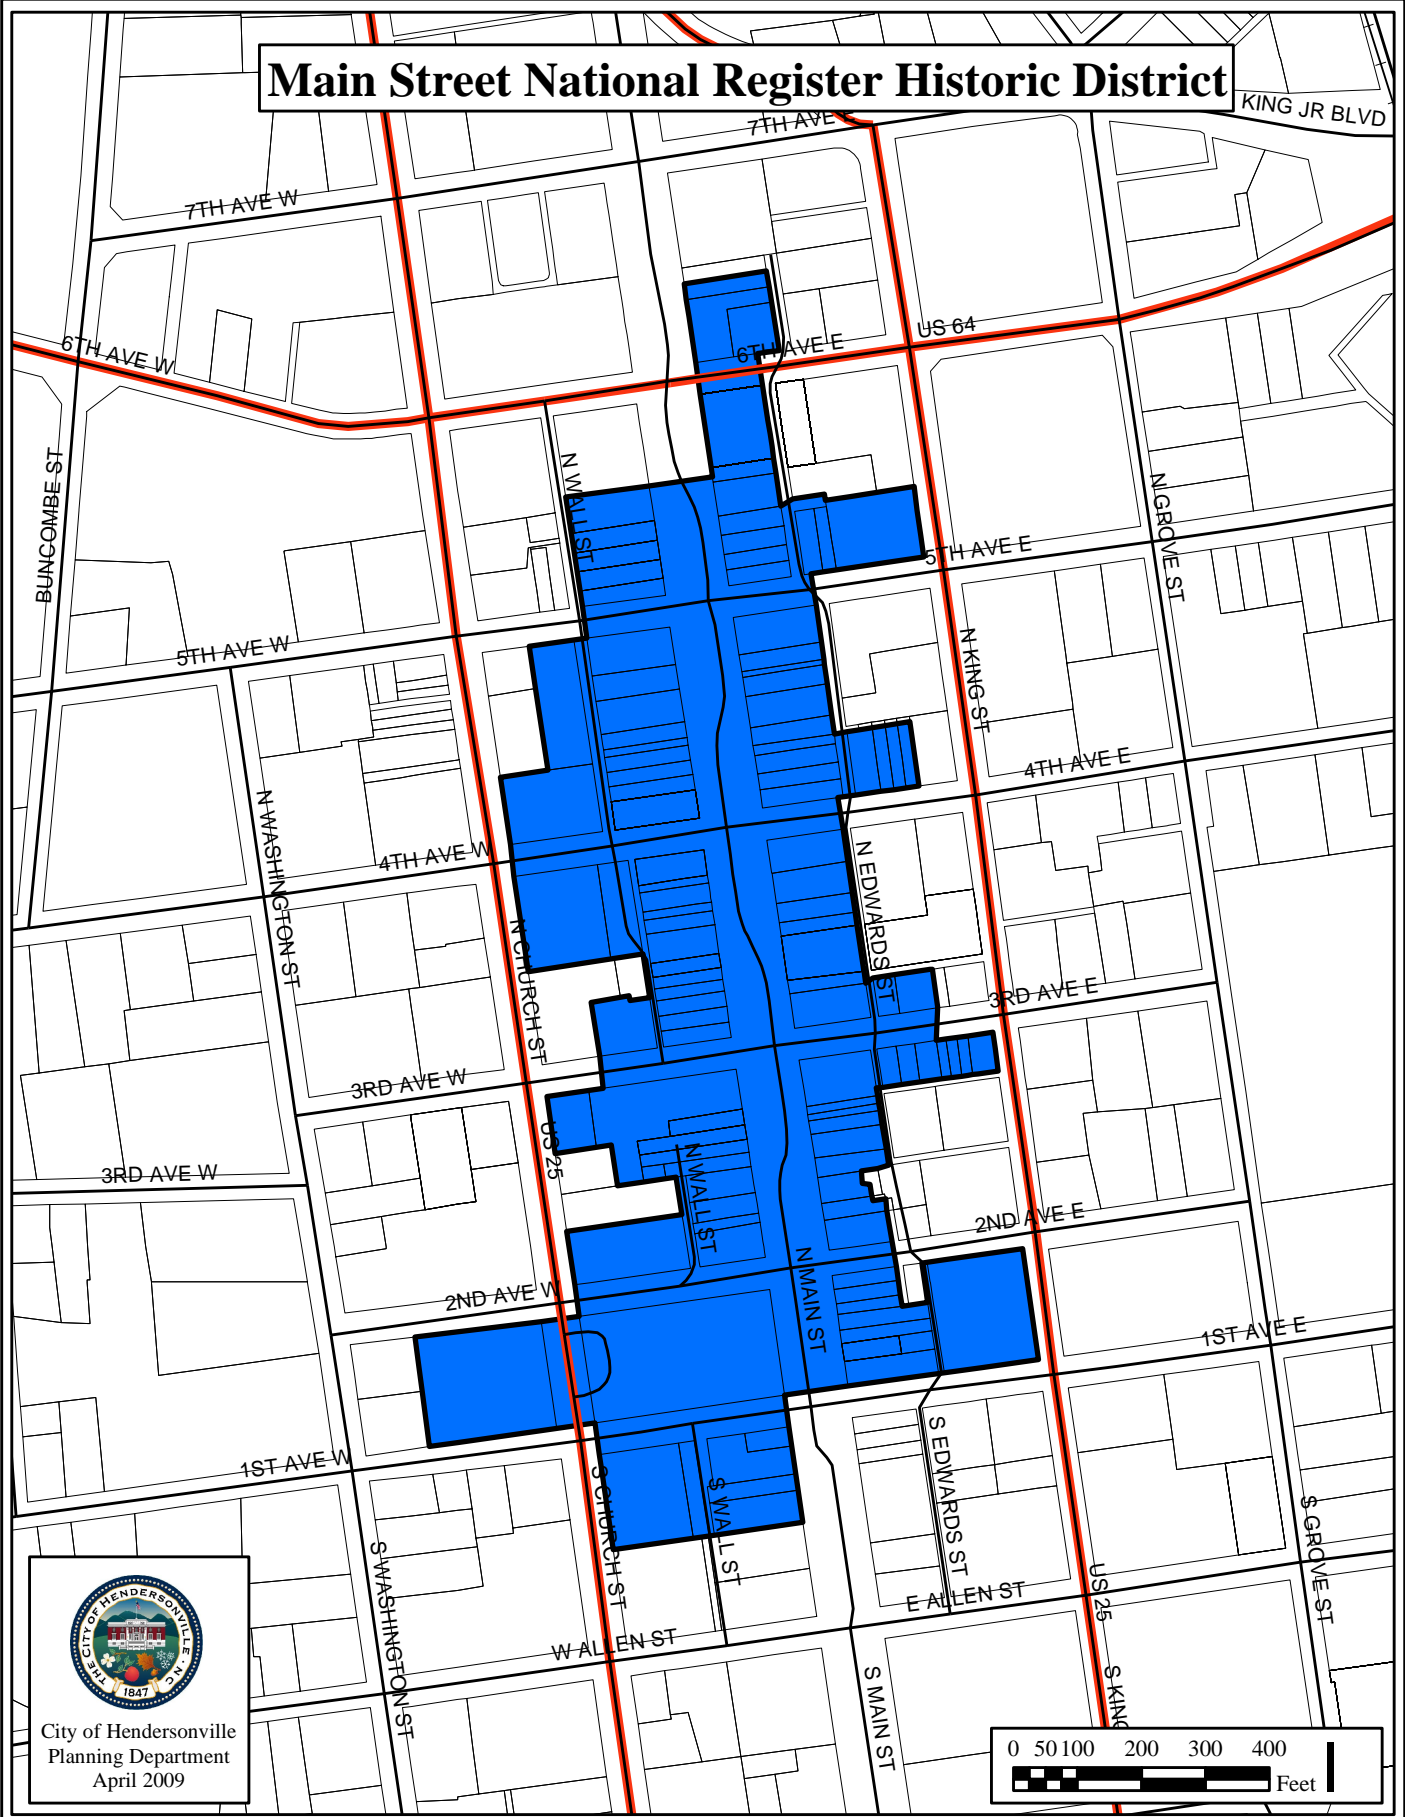 Main Street National Register Historic District
KING JR BLVD
7TH AVE E
7TH AVE W
US 64
6TH AVE E
6TH AVE W
N WALL ST
BUNCOMBE ST
N GROVE ST
5TH AVE E
5TH AVE W
N KING ST
4TH AVE E
N WASHINGTON ST
4TH AVE W
N EDWARDS ST
N CHURCH ST
3RD AVE E
3RD AVE W
US 25
3RD AVE W
N WALL ST
2ND AVE E
N MAIN ST
2ND AVE W
1ST AVE E
1ST AVE W
S EDWARDS ST
S CHURCH ST
S WALL ST
S GROVE ST
S WASHINGTON ST
US 25
E ALLEN ST
W ALLEN ST
S MAIN ST
S KING
THE CITY OF HENDERSONVILLE · NC
1847
City of Hendersonville
Planning Department
April 2009
0 50 100 200 300 400
Feet